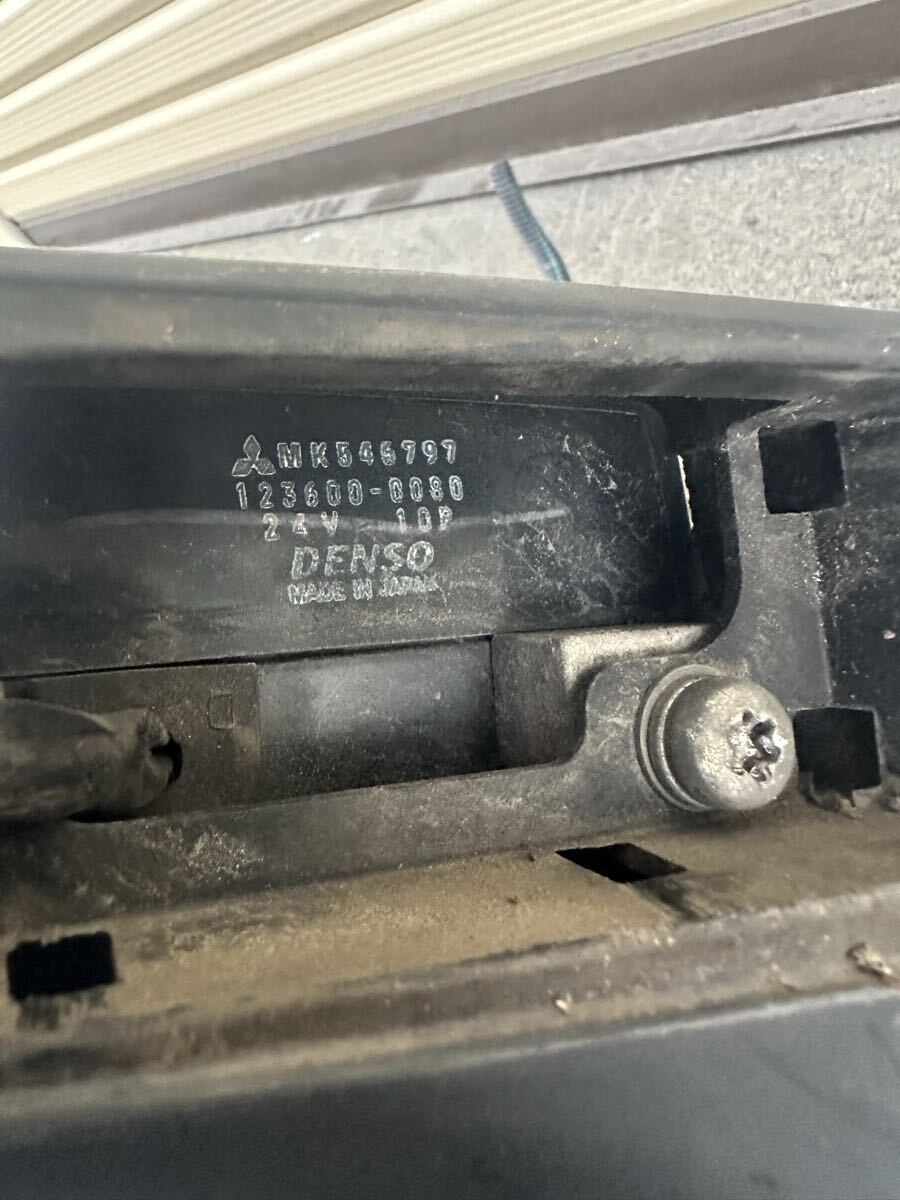 MK546797
123600-0080
24V 10P
DENSO
MADE IN JAPAN
D